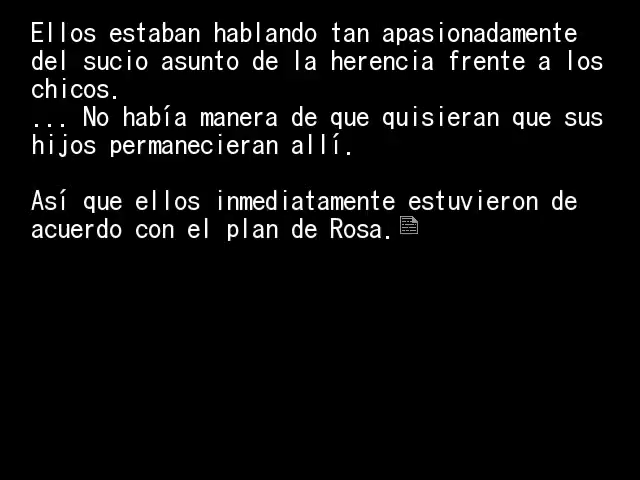 Ellos estaban hablando tan apasionadamente
del sucio asunto de la herencia frente a los
chicos.
... No había manera de que quisieran que sus
hijos permanecieran allí.
Así que ellos inmediatamente estuvieron de
acuerdo con el plan de Rosa.